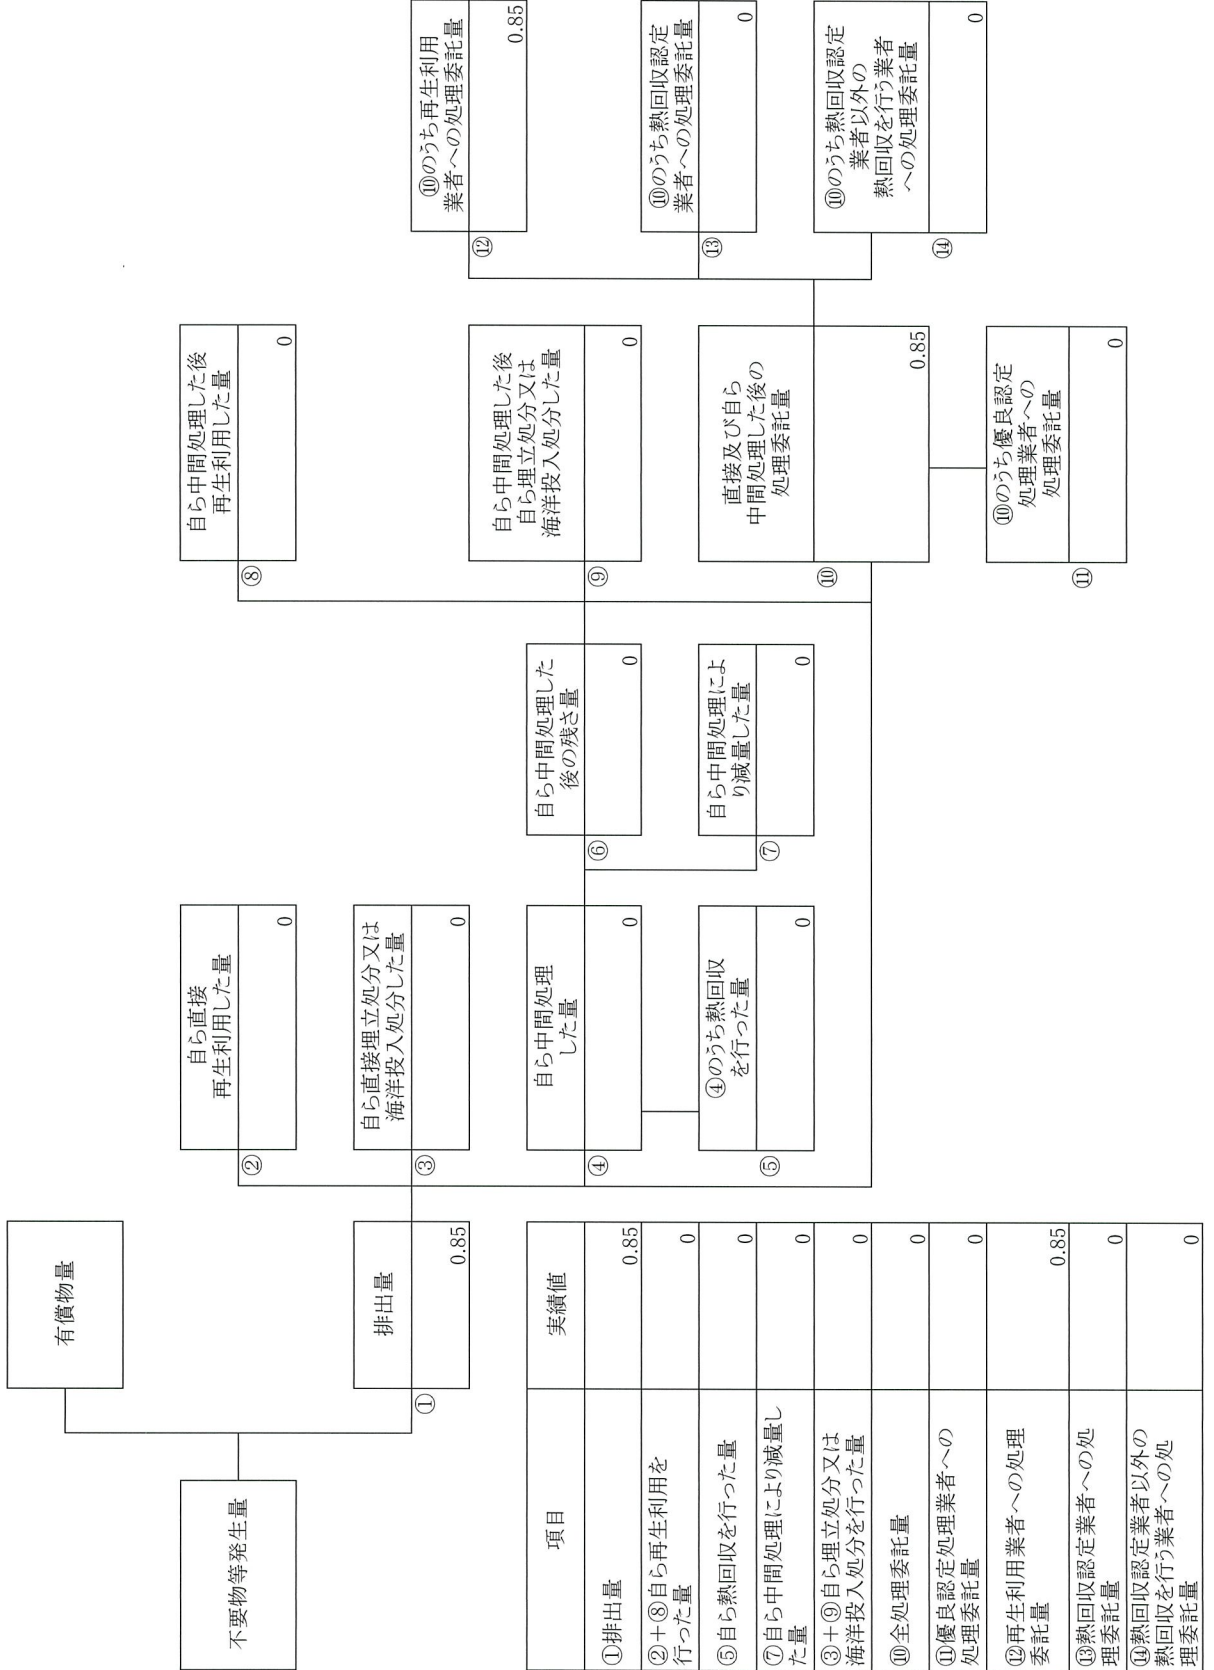 不要物等発生量
有償物量
①
排出量
0.85
②
自ら直接
再生利用した量
0
③
自ら直接埋立処分又は
海洋投入処分した量
0
④
自ら中間処理
した量
0
⑤
④のうち熱回収
を行った量
0
⑥
自ら中間処理した
後の残さ量
0
⑦
自ら中間処理によ
り減量した量
0
⑧
自ら中間処理した後
再生利用した量
0
⑨
自ら中間処理した後
自ら埋立処分又は
海洋投入処分した量
0
⑩
直接及び自ら
中間処理した後の
処理委託量
0.85
⑪
⑩のうち優良認定
処理業者への
処理委託量
0
⑫
⑩のうち再生利用
業者への処理委託量
0.85
⑬
⑩のうち熱回収認定
業者への処理委託量
0
⑭
⑩のうち熱回収認定
業者以外の
熱回収を行う業者
への処理委託量
0
項目
実績値
①排出量
0.85
②+⑧自ら再生利用を
行った量
0
⑤自ら熱回収を行った量
0
⑦自ら中間処理により減量し
た量
0
③+⑨自ら埋立処分又は
海洋投入処分を行った量
0
⑩全処理委託量
0
⑪優良認定処理業者への
処理委託量
0
⑫再生利用業者への処理
委託量
0.85
⑬熱回収認定業者への処
理委託量
0
⑭熱回収認定業者以外の
熱回収を行う業者への処
理委託量
0